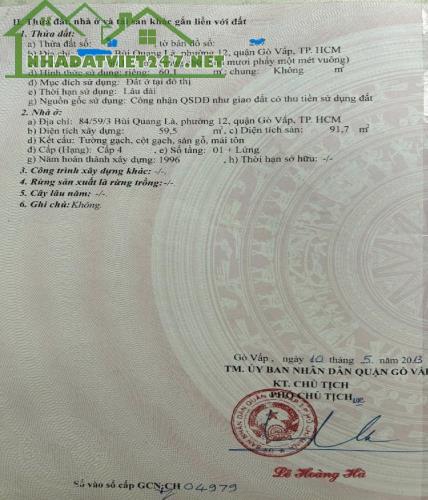 II. Thửa đất, nhà ở và tài sản khác gắn liền với đất
1. Thửa đất:
a) Thửa đất số: tờ bản đồ số:
Bùi Quang Là, phường 12, quận Gò Vấp, TP. HCM
mươi phẩy một mét vuông)
NHADATVIET247.NET
d) Hình thức sử dụng: riêng: 60,1 m²; chung: Không m²
đ) Mục đích sử dụng: Đất ở tại đô thị
e) Thời hạn sử dụng: Lâu dài
g) Nguồn gốc sử dụng: Công nhận QSDĐ như giao đất có thu tiền sử dụng đất
2. Nhà ở:
a) Địa chỉ: 84/59/3 Bùi Quang Là, phường 12, quận Gò Vấp, TP. HCM
b) Diện tích xây dựng: 59,5 m², c) Diện tích sàn: 91,7 m²
d) Kết cấu: Tường gạch, cột gạch, sàn gỗ, mái tôn
đ) Cấp (Hạng): Cấp 4 , e) Số tầng: 01 + Lửng
g) Năm hoàn thành xây dựng: 1996 , h) Thời hạn sở hữu: -/-
3. Công trình xây dựng khác: -/-.
4. Rừng sản xuất là rừng trồng: -/-
5. Cây lâu năm: -/-
6. Ghi chú: Không.
Gò Vấp , ngày 10 tháng 5 năm 2013
TM. ỦY BAN NHÂN DÂN QUẬN GÒ VẤP
KT. CHỦ TỊCH
PHÓ CHỦ TỊCH
Lê Hoàng Hà
Số vào sổ cấp GCN: CH 04979